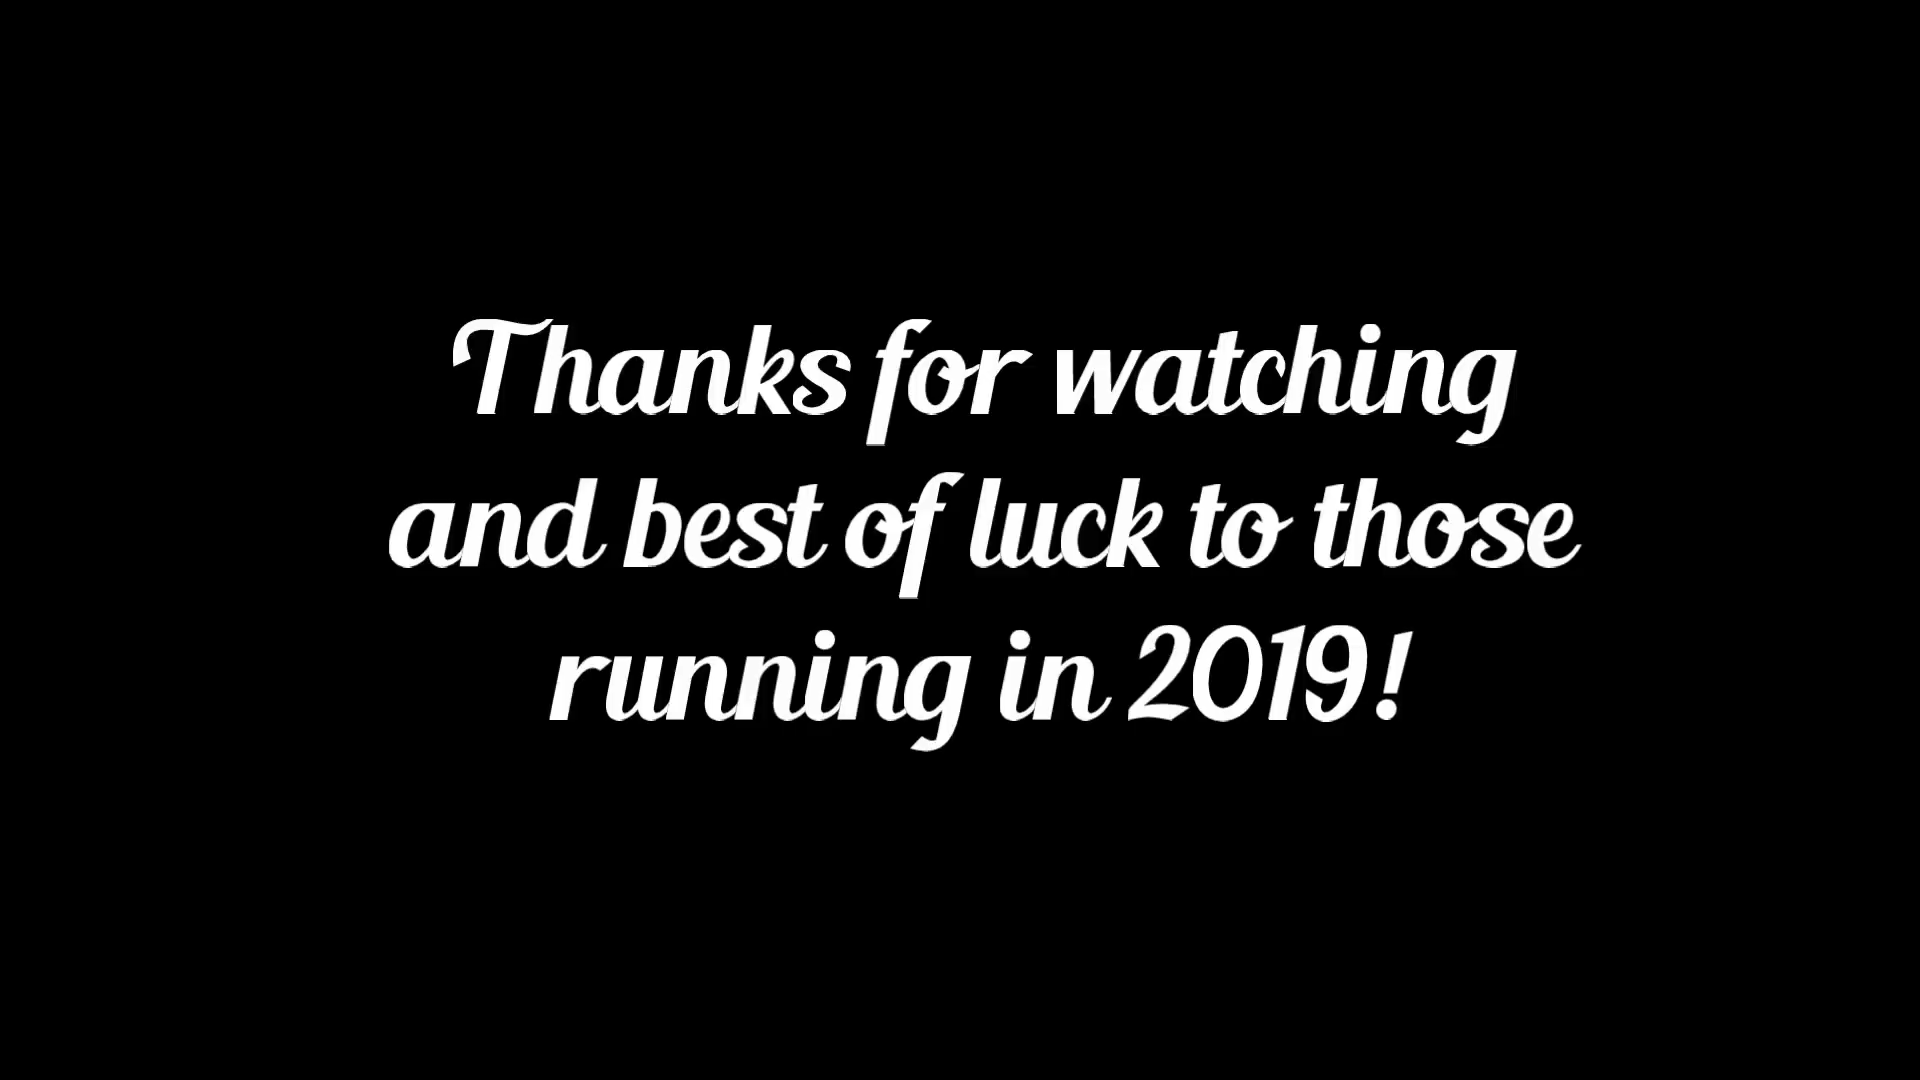 Thanks for watching
and best of luck to those
running in 2019!